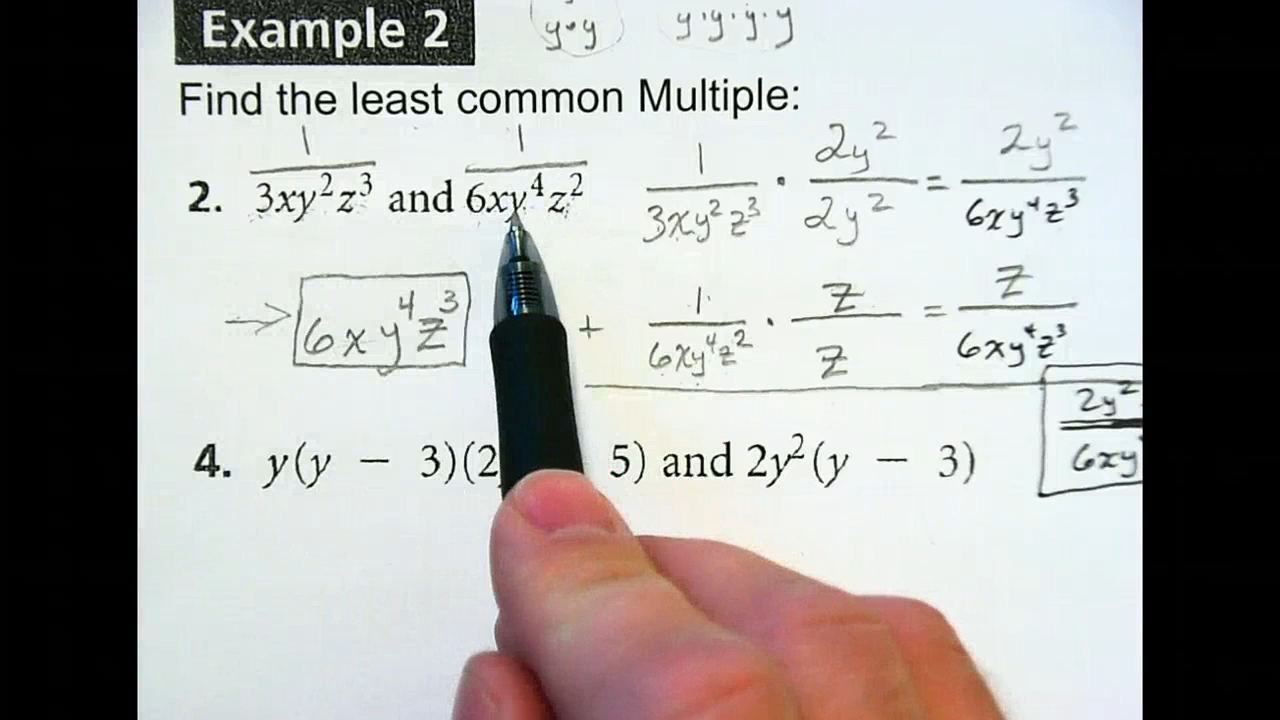 Example 2 y·y y·y·y·y
Find the least common Multiple:
2. 1/3xy²z³ and 1/6xy⁴z² 1/3xy²z³ · 2y²/2y² = 2y²/6xy⁴z³
→ 6xy⁴z³ + 1/6xy⁴z² · z/z = z/6xy⁴z³
2y²
6xy
4. y(y − 3)(2 5) and 2y²(y − 3)